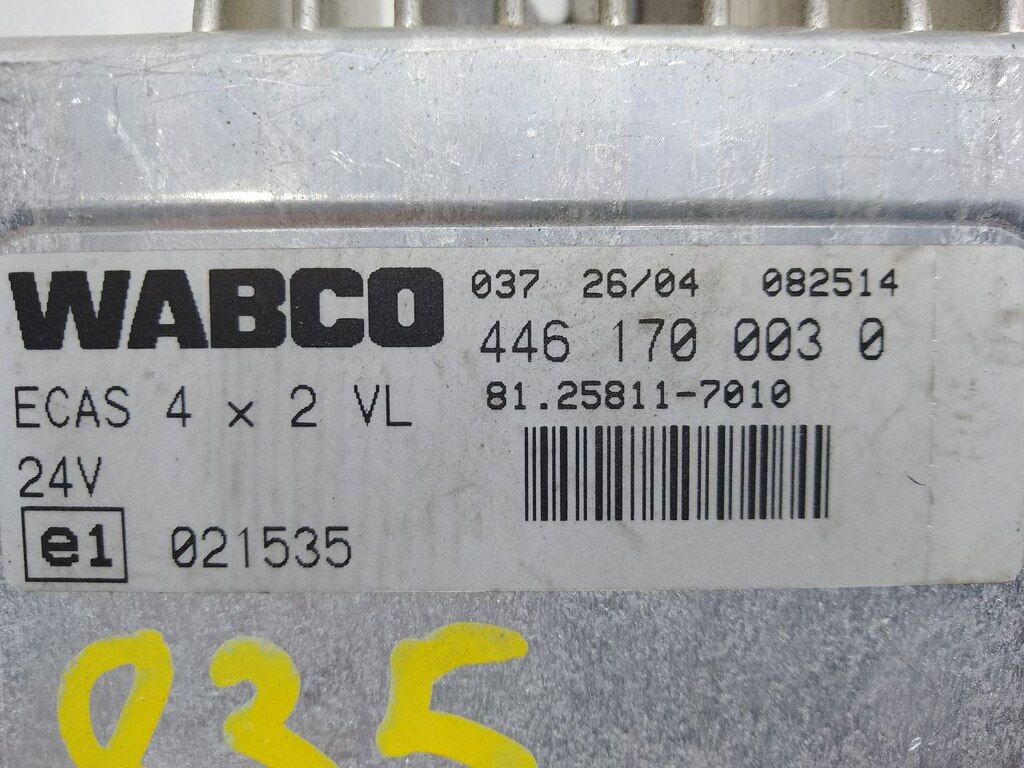 WABCO 037 26/04 082514
446 170 003 0
ECAS 4 x 2 VL 81.25811-7010
24V
e1 021535
035